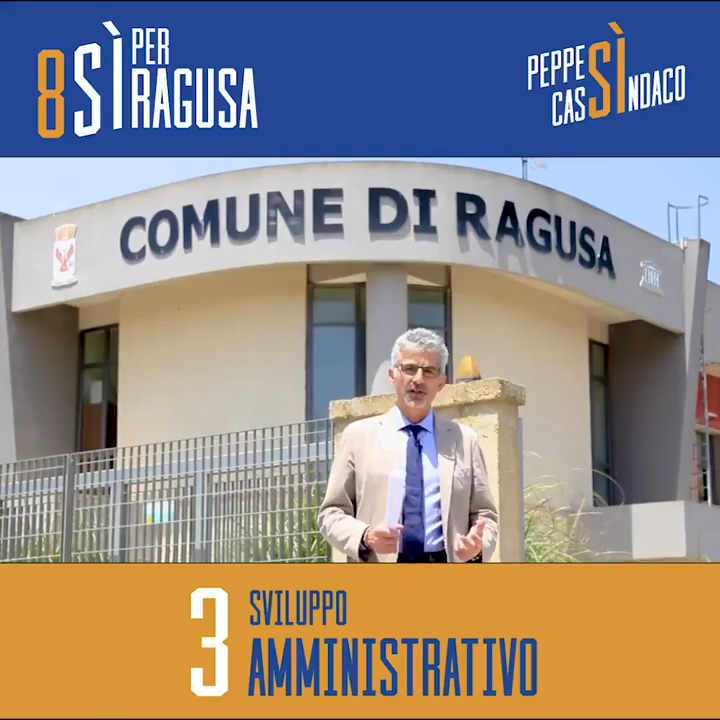 8 SÌ PER RAGUSA
PEPPE CASSÌ SINDACO
COMUNE DI RAGUSA
3 SVILUPPO
AMMINISTRATIVO